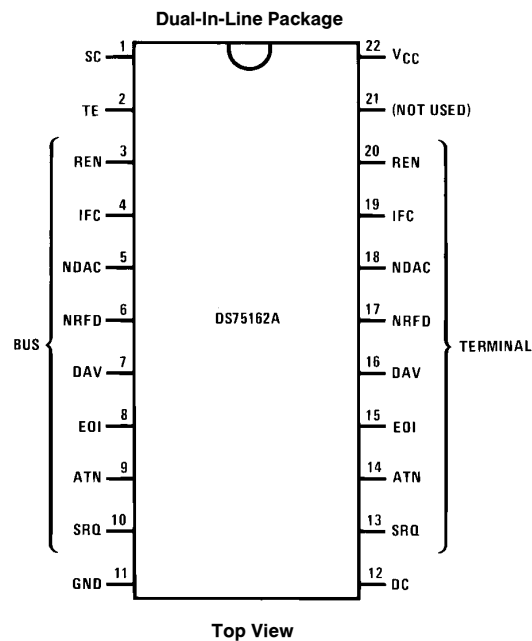 Dual-In-Line Package
SC 1 22 VCC
TE 2 21 (NOT USED)
REN 3 20 REN
IFC 4 19 IFC
NDAC 5 18 NDAC
NRFD 6 17 NRFD
DS75162A
BUS
TERMINAL
DAV 7 16 DAV
EOI 8 15 EOI
ATN 9 14 ATN
SRQ 10 13 SRQ
GND 11 12 DC
Top View